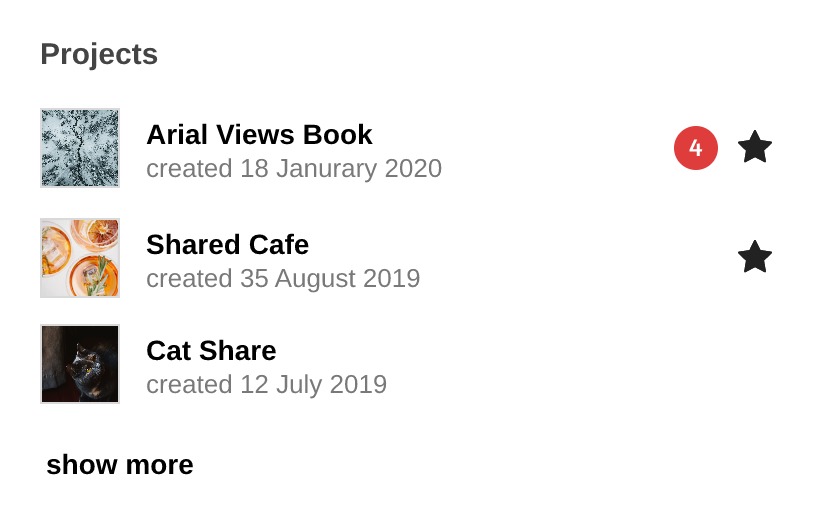 Projects
Arial Views Book
created 18 Janurary 2020
4
Shared Cafe
created 35 August 2019
Cat Share
created 12 July 2019
show more